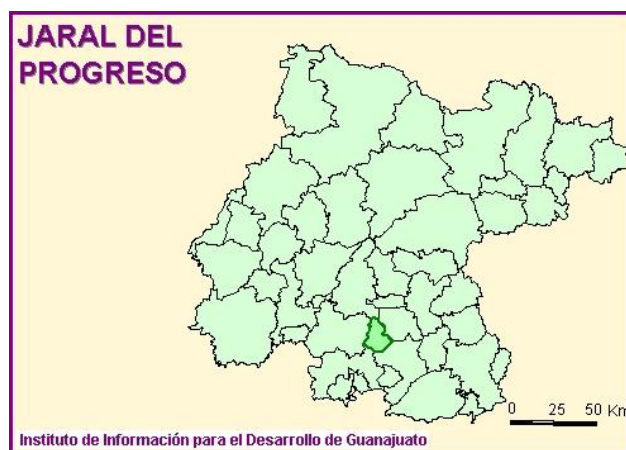 JARAL DEL
PROGRESO
0 25 50 Km
Instituto de Información para el Desarrollo de Guanajuato